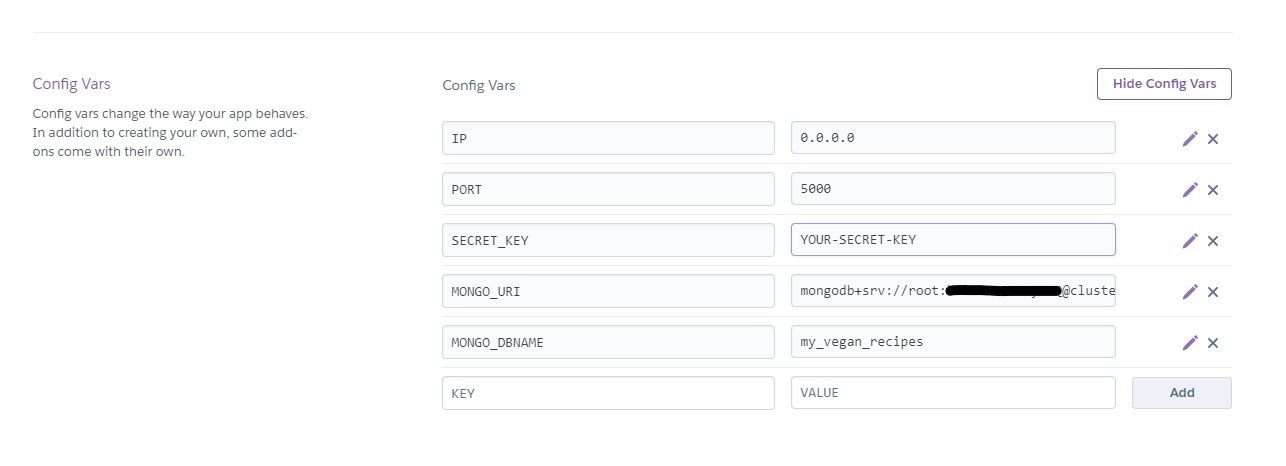 Config Vars
Config vars change the way your app behaves.
In addition to creating your own, some add-
ons come with their own.
Config Vars
Hide Config Vars
IP 0.0.0.0
PORT 5000
SECRET_KEY YOUR-SECRET-KEY
MONGO_URI mongodb+srv://root: @cluste
MONGO_DBNAME my_vegan_recipes
KEY VALUE Add